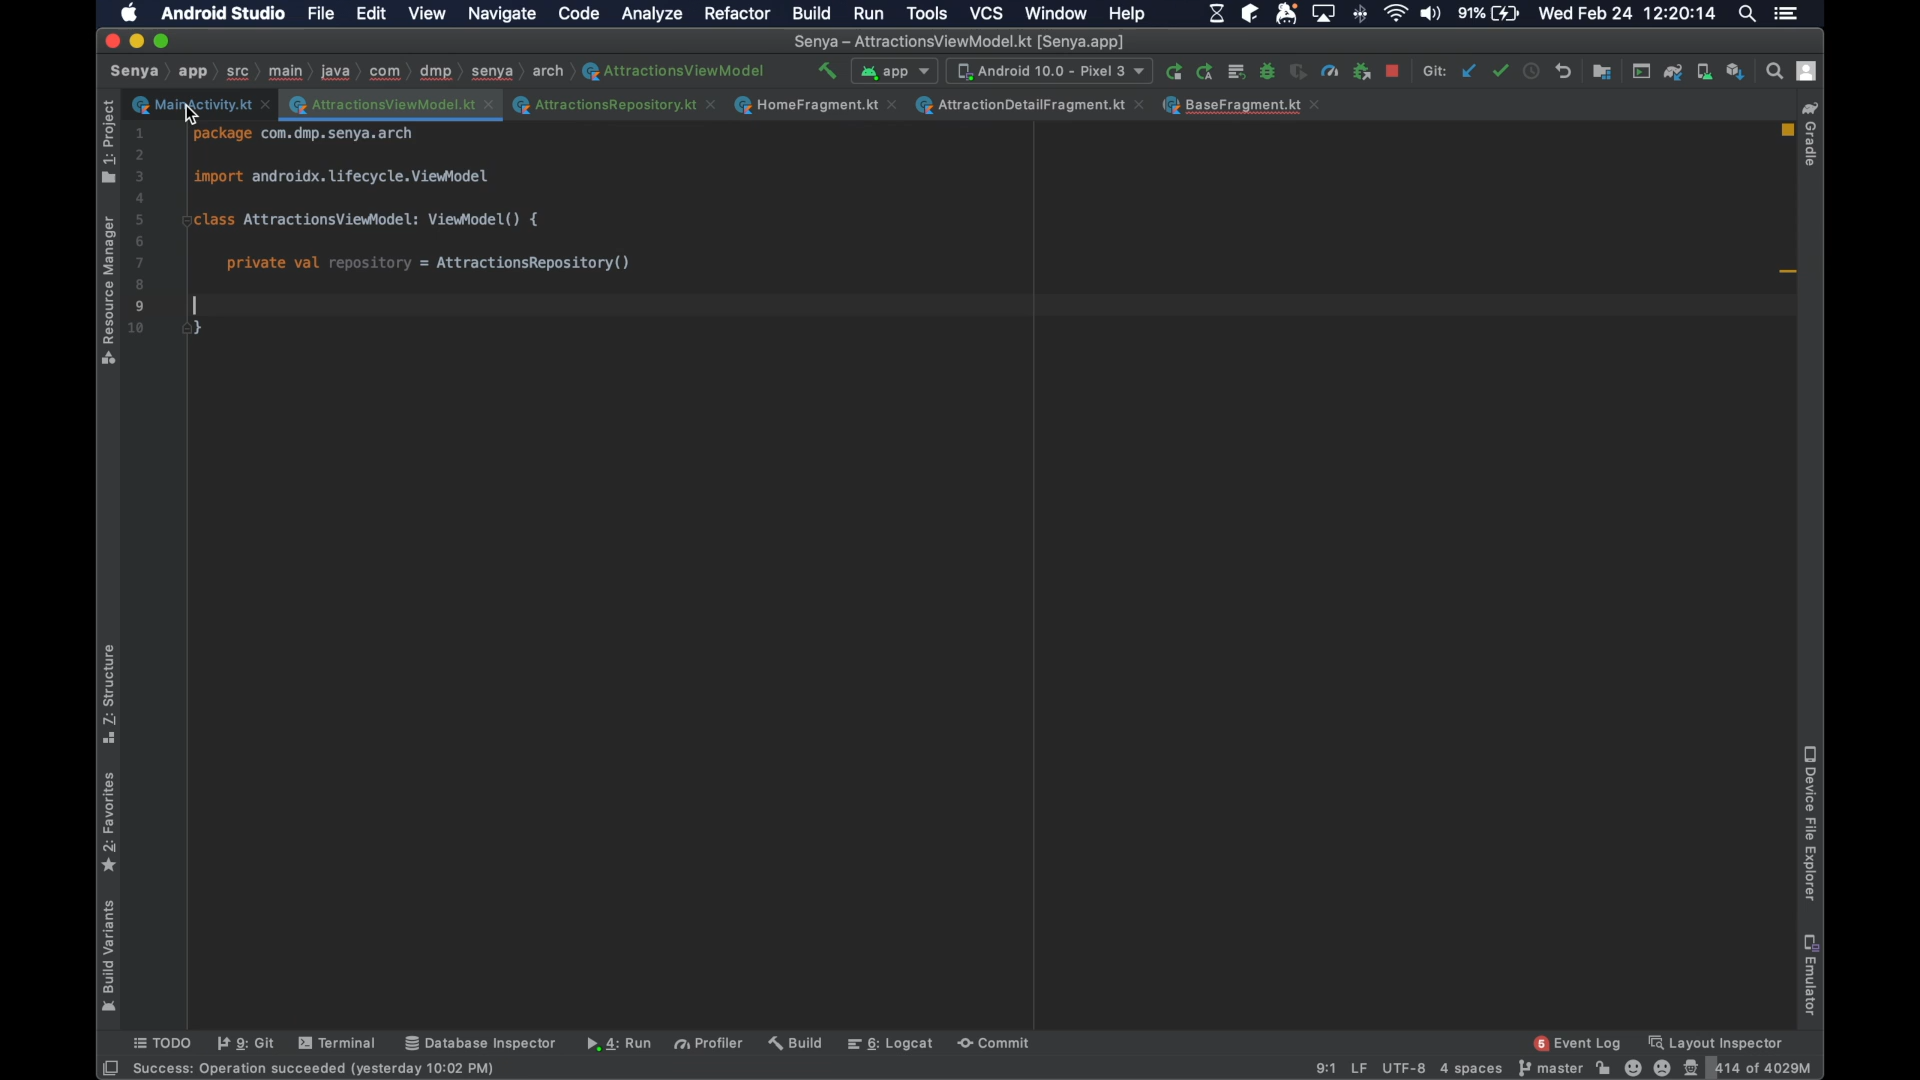 Android Studio File Edit View Navigate Code Analyze Refactor Build Run Tools VCS Window Help 91% Wed Feb 24 12:20:14
Senya – AttractionsViewModel.kt [Senya.app]
Senya app src main java com dmp senya arch AttractionsViewModel app Android 10.0 - Pixel 3 Git:
MainActivity.kt AttractionsViewModel.kt AttractionsRepository.kt HomeFragment.kt AttractionDetailFragment.kt BaseFragment.kt
1 package com.dmp.senya.arch
2
3 import androidx.lifecycle.ViewModel
4
5 class AttractionsViewModel: ViewModel() {
6
7 private val repository = AttractionsRepository()
8
9
10 }
1: Project
Resource Manager
Z: Structure
2: Favorites
Build Variants
Gradle
Device File Explorer
Emulator
TODO 9: Git Terminal Database Inspector 4: Run Profiler Build 6: Logcat Commit 5 Event Log Layout Inspector
Success: Operation succeeded (yesterday 10:02 PM) 9:1 LF UTF-8 4 spaces master 414 of 4029M